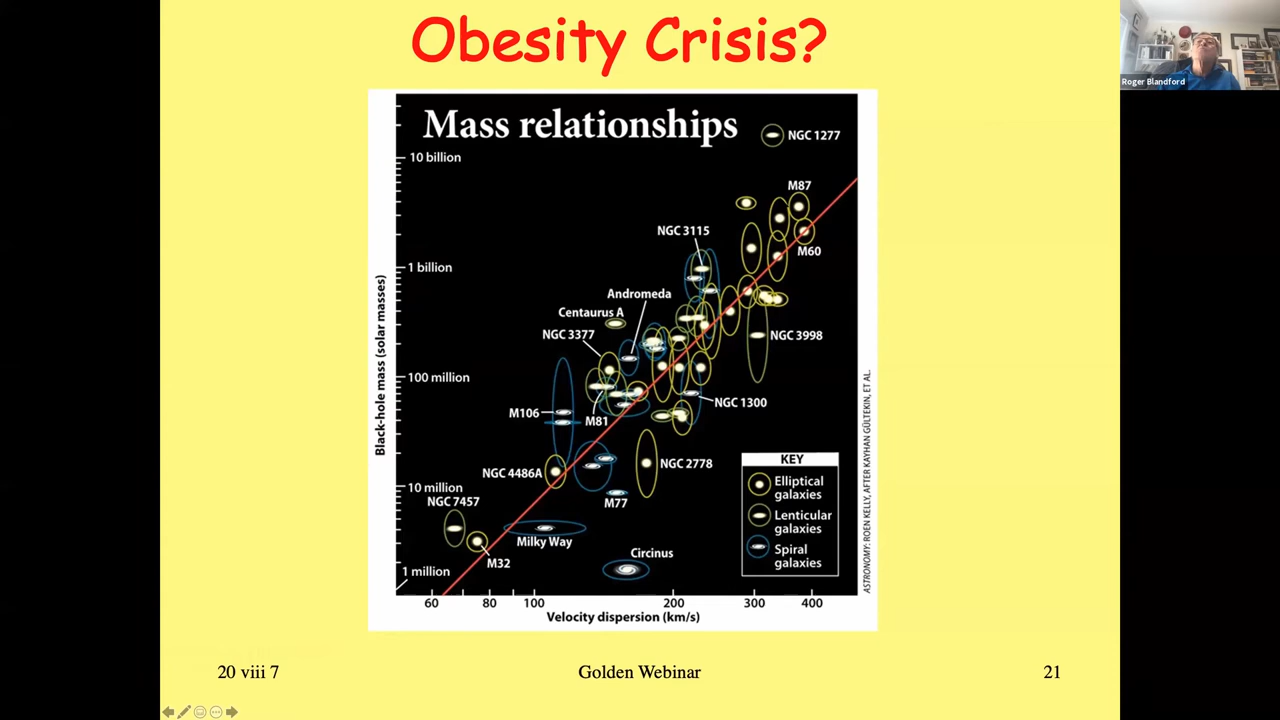 Obesity Crisis?
Roger Blandford
Mass relationships
NGC 1277
10 billion
M87
NGC 3115
M60
1 billion
Andromeda
Centaurus A
NGC 3377
NGC 3998
100 million
NGC 1300
M106
M81
NGC 2778
NGC 4486A
10 million
M77
NGC 7457
Milky Way
M32
Circinus
1 million
KEY
Elliptical
galaxies
Lenticular
galaxies
Spiral
galaxies
60 80 100 200 300 400
Velocity dispersion (km/s)
Black-hole mass (solar masses)
ASTRONOMY: ROEN KELLY, AFTER KAYHAN GÜLTEKIN, ET AL.
20 viii 7
Golden Webinar
21